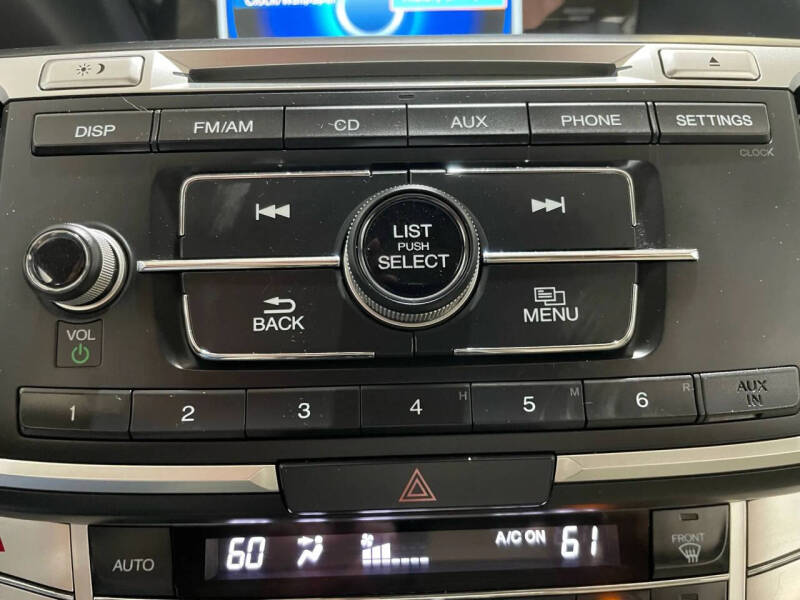 DISP FM/AM CD AUX PHONE SETTINGS
CLOCK
LIST
PUSH
SELECT
BACK MENU
VOL
1 2 3 4 H 5 M 6 R AUX IN
AUTO 60 A/C ON 61 FRONT